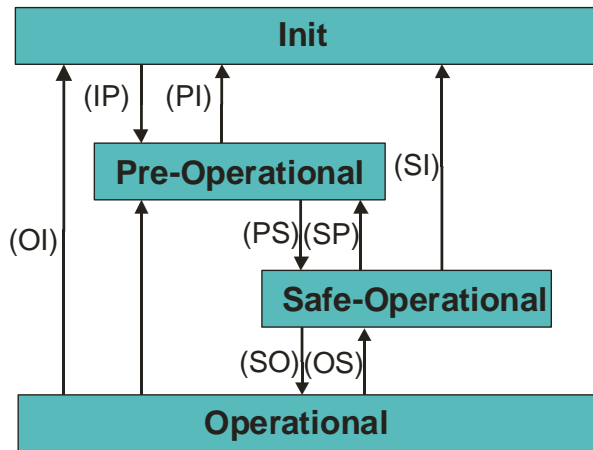 Init
(IP) (PI)
Pre-Operational
(SI)
(OI)
(PS) (SP)
Safe-Operational
(SO) (OS)
Operational